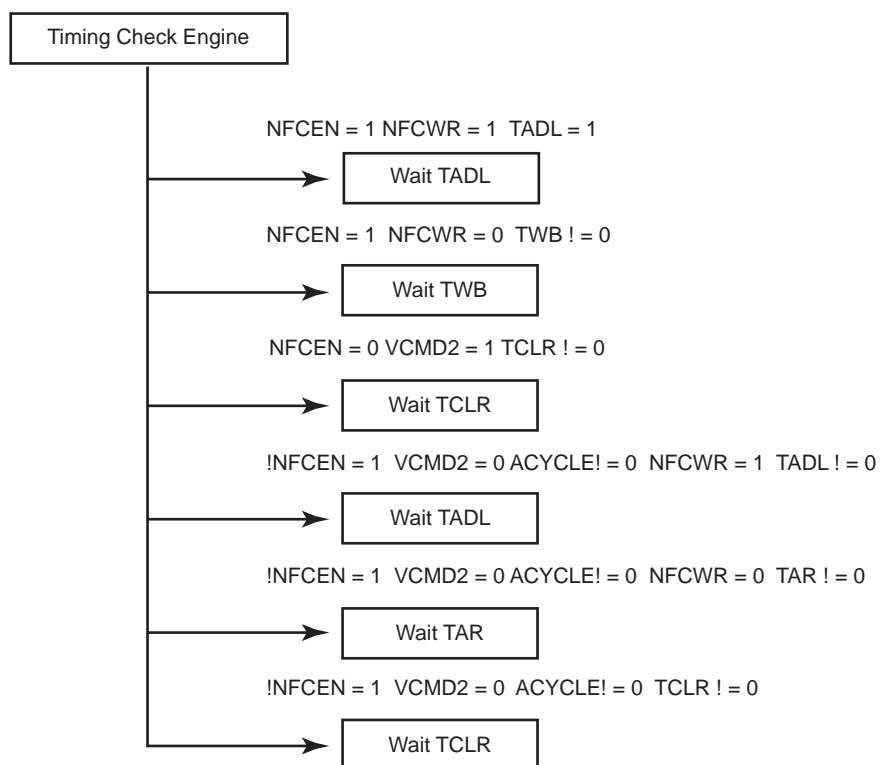 Timing Check Engine
NFCEN = 1 NFCWR = 1 TADL = 1
Wait TADL
NFCEN = 1 NFCWR = 0 TWB ! = 0
Wait TWB
NFCEN = 0 VCMD2 = 1 TCLR ! = 0
Wait TCLR
!NFCEN = 1 VCMD2 = 0 ACYCLE! = 0 NFCWR = 1 TADL ! = 0
Wait TADL
!NFCEN = 1 VCMD2 = 0 ACYCLE! = 0 NFCWR = 0 TAR ! = 0
Wait TAR
!NFCEN = 1 VCMD2 = 0 ACYCLE! = 0 TCLR ! = 0
Wait TCLR